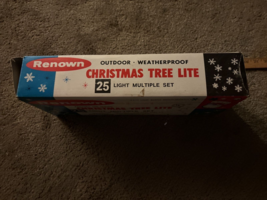 Renown
OUTDOOR - WEATHERPROOF
CHRISTMAS TREE LITE
25 LIGHT MULTIPLE SET